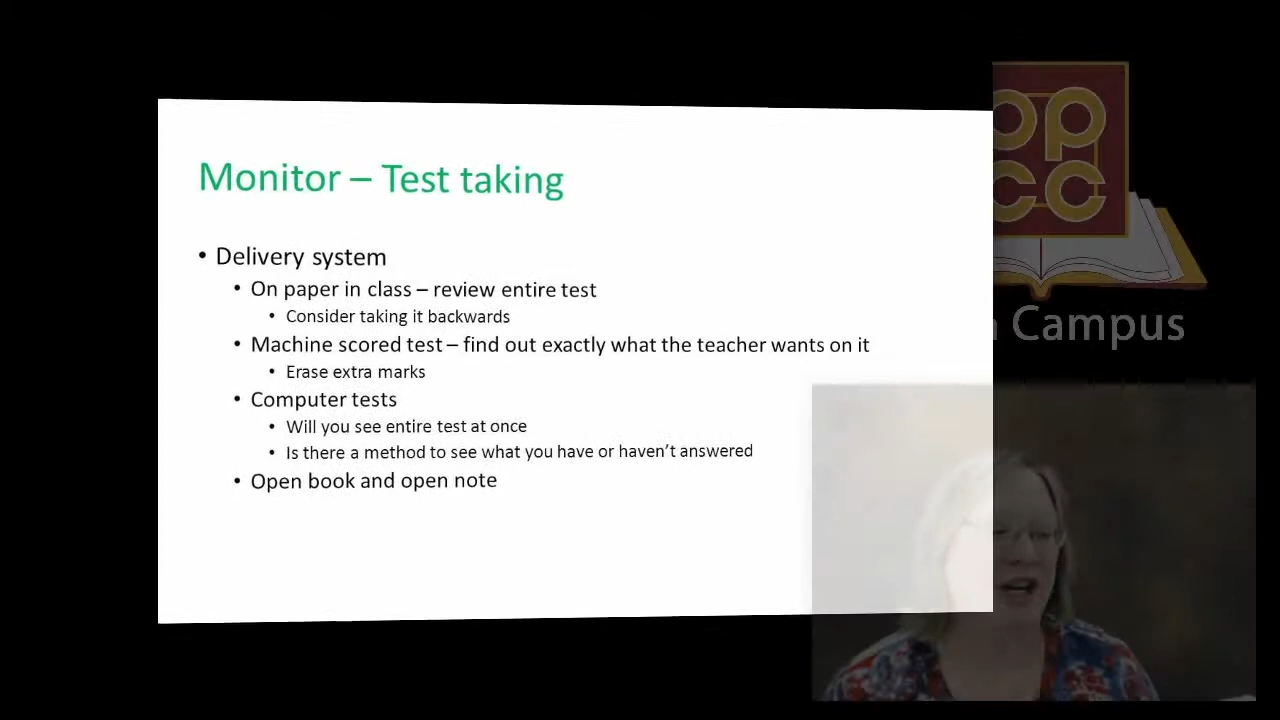 Monitor – Test taking
• Delivery system
• On paper in class – review entire test
• Consider taking it backwards
• Machine scored test – find out exactly what the teacher wants on it
• Erase extra marks
• Computer tests
• Will you see entire test at once
• Is there a method to see what you have or haven’t answered
• Open book and open note
pp
cc
Campus